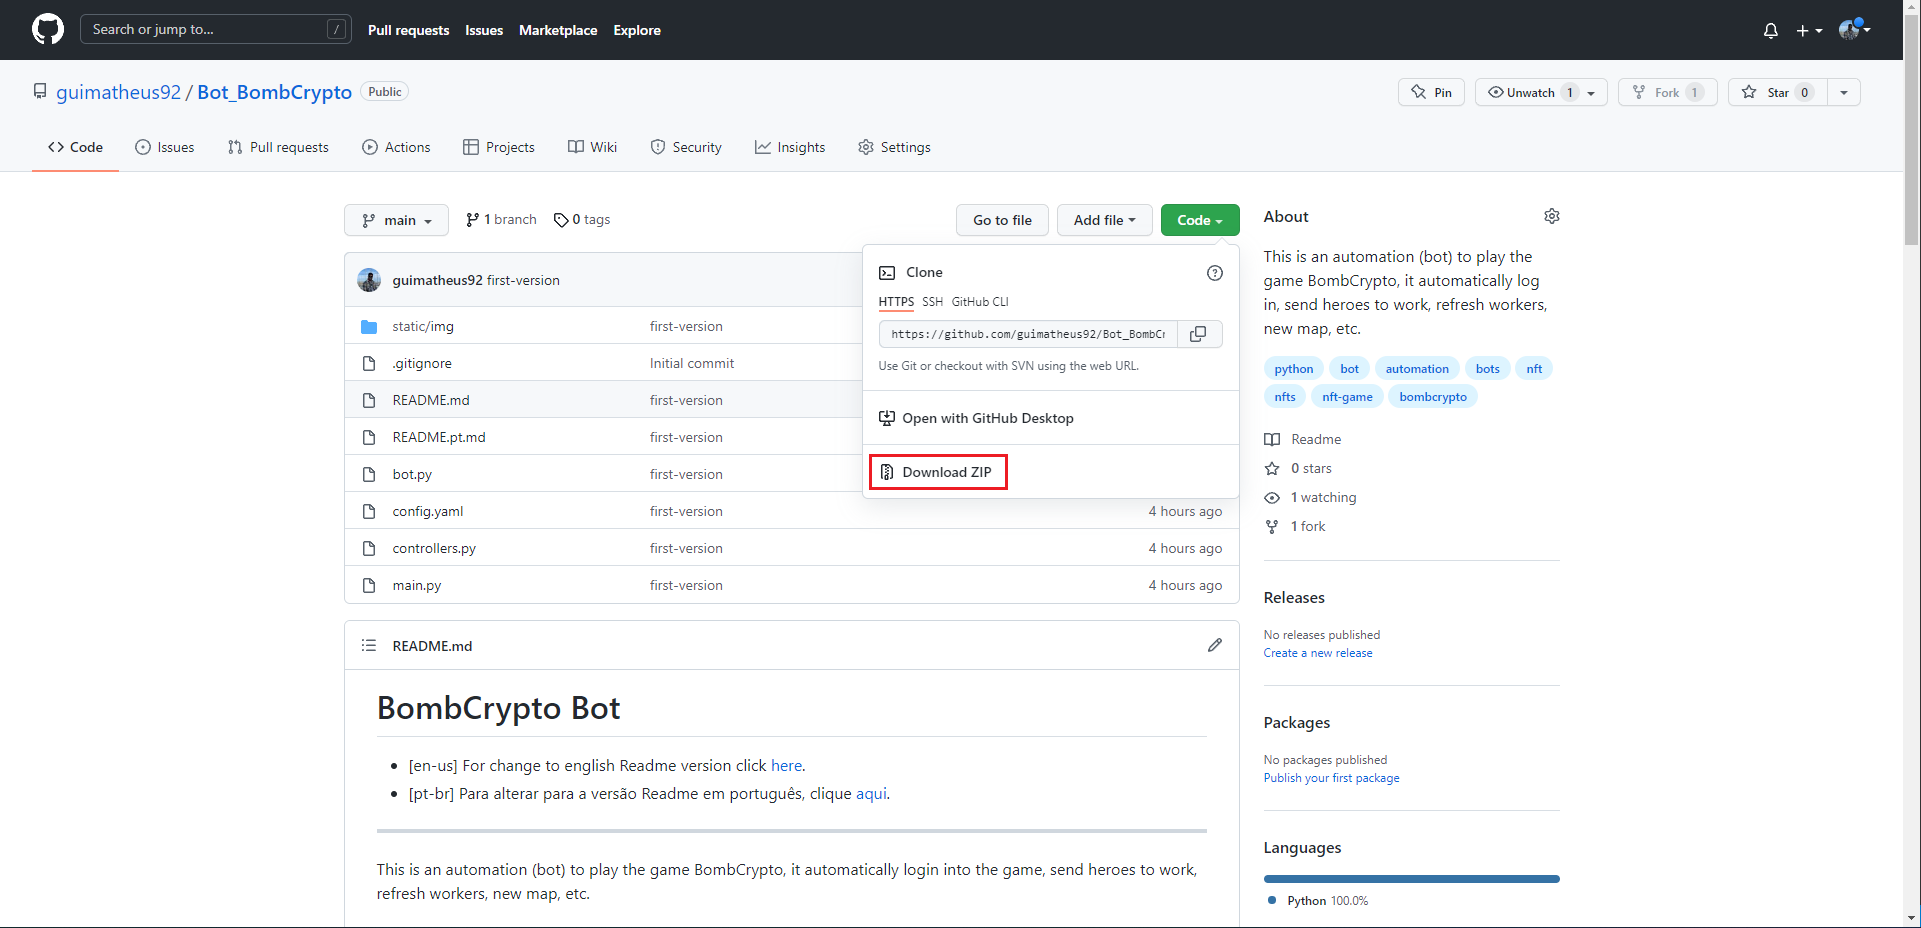 Search or jump to... /
Pull requests Issues Marketplace Explore
guimatheus92 / Bot_BombCrypto Public
Pin Unwatch 1 Fork 1 Star 0
Code Issues Pull requests Actions Projects Wiki Security Insights Settings
main 1 branch 0 tags Go to file Add file Code
guimatheus92 first-version
static/img first-version
.gitignore Initial commit
README.md first-version
README.pt.md first-version
bot.py first-version
config.yaml first-version 4 hours ago
controllers.py first-version 4 hours ago
main.py first-version 4 hours ago
Clone
HTTPS SSH GitHub CLI
https://github.com/guimatheus92/Bot_BombCr
Use Git or checkout with SVN using the web URL.
Open with GitHub Desktop
Download ZIP
README.md
BombCrypto Bot
[en-us] For change to english Readme version click here.
[pt-br] Para alterar para a versão Readme em português, clique aqui.
This is an automation (bot) to play the game BombCrypto, it automatically login into the game, send heroes to work,
refresh workers, new map, etc.
About
This is an automation (bot) to play the
game BombCrypto, it automatically log
in, send heroes to work, refresh workers,
new map, etc.
python bot automation bots nft
nfts nft-game bombcrypto
Readme
0 stars
1 watching
1 fork
Releases
No releases published
Create a new release
Packages
No packages published
Publish your first package
Languages
Python 100.0%